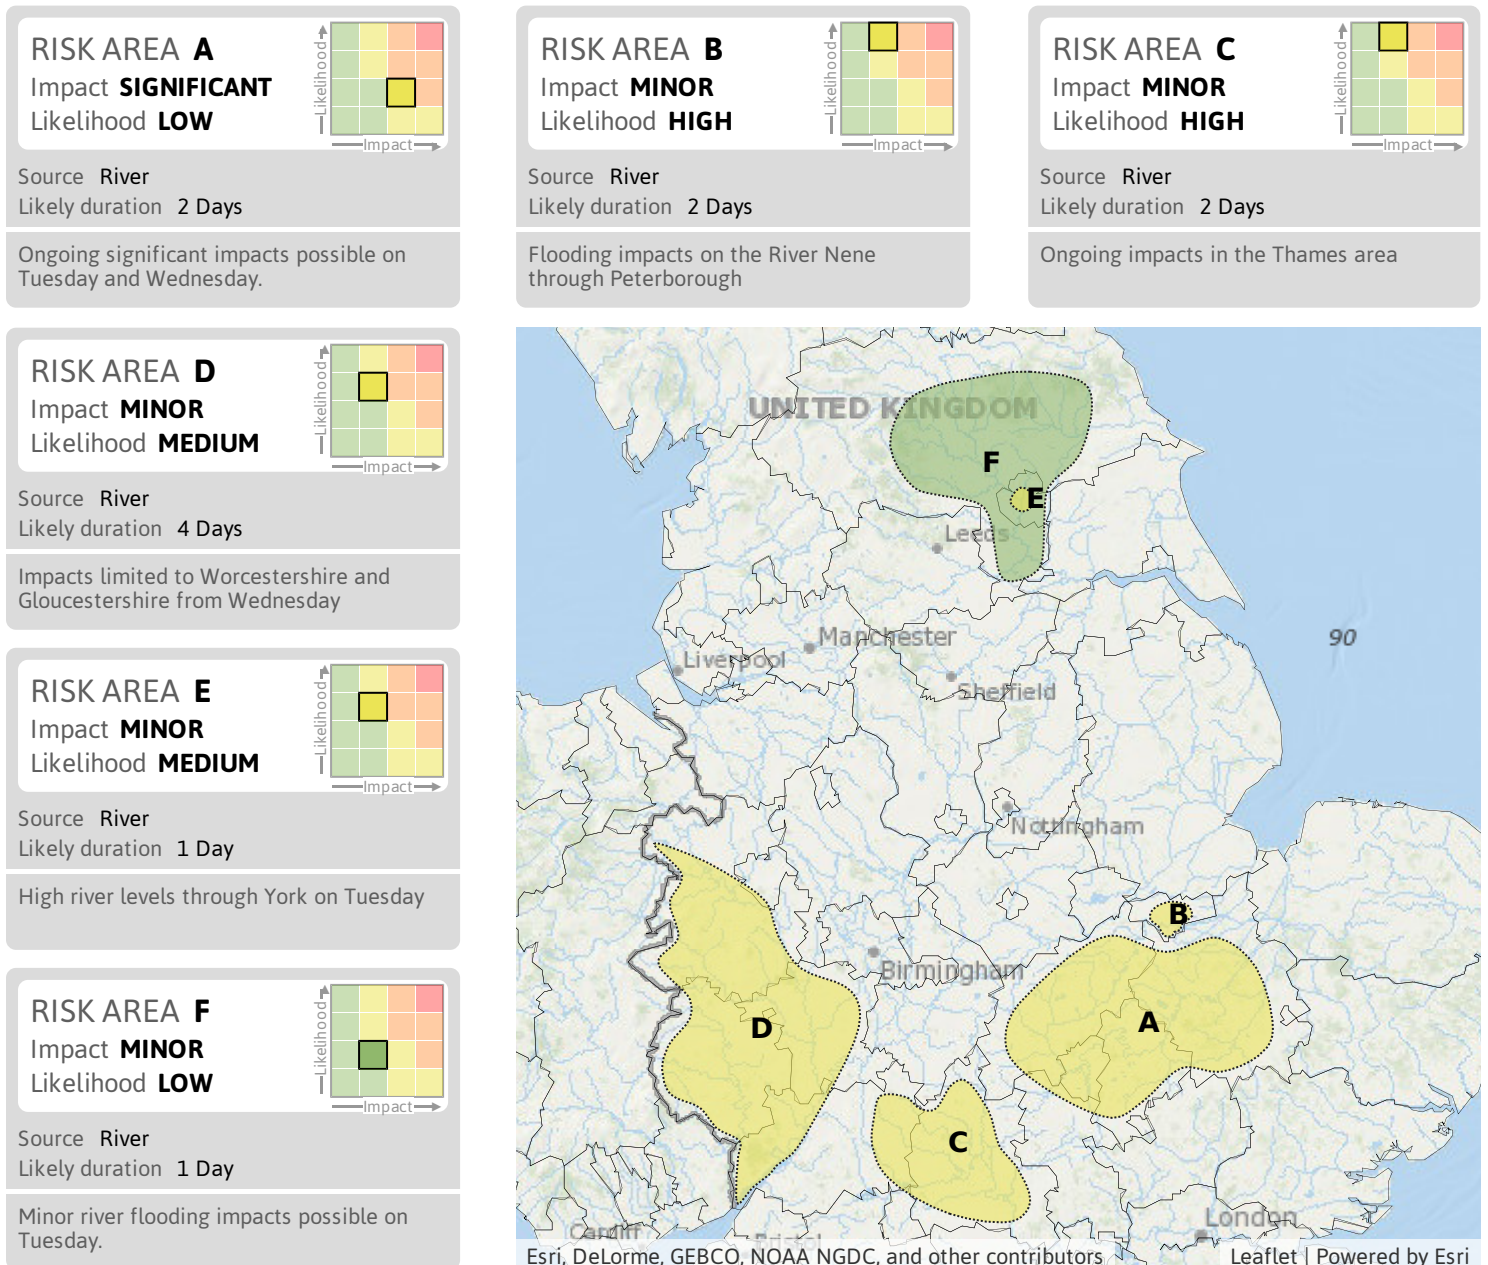 RISK AREA A
Impact SIGNIFICANT
Likelihood LOW
Likelihood
Impact
Source River
Likely duration 2 Days
Ongoing significant impacts possible on
Tuesday and Wednesday.
RISK AREA B
Impact MINOR
Likelihood HIGH
Likelihood
Impact
Source River
Likely duration 2 Days
Flooding impacts on the River Nene
through Peterborough
RISK AREA C
Impact MINOR
Likelihood HIGH
Likelihood
Impact
Source River
Likely duration 2 Days
Ongoing impacts in the Thames area
RISK AREA D
Impact MINOR
Likelihood MEDIUM
Likelihood
Impact
Source River
Likely duration 4 Days
Impacts limited to Worcestershire and
Gloucestershire from Wednesday
RISK AREA E
Impact MINOR
Likelihood MEDIUM
Likelihood
Impact
Source River
Likely duration 1 Day
High river levels through York on Tuesday
RISK AREA F
Impact MINOR
Likelihood LOW
Likelihood
Impact
Source River
Likely duration 1 Day
Minor river flooding impacts possible on
Tuesday.
UNITED KINGDOM
F
E
Leeds
Manchester
90
Liverpool
Sheffield
Nottingham
B
Birmingham
A
D
C
London
Cardiff
Bristol
Esri, DeLorme, GEBCO, NOAA NGDC, and other contributors
Leaflet | Powered by Esri